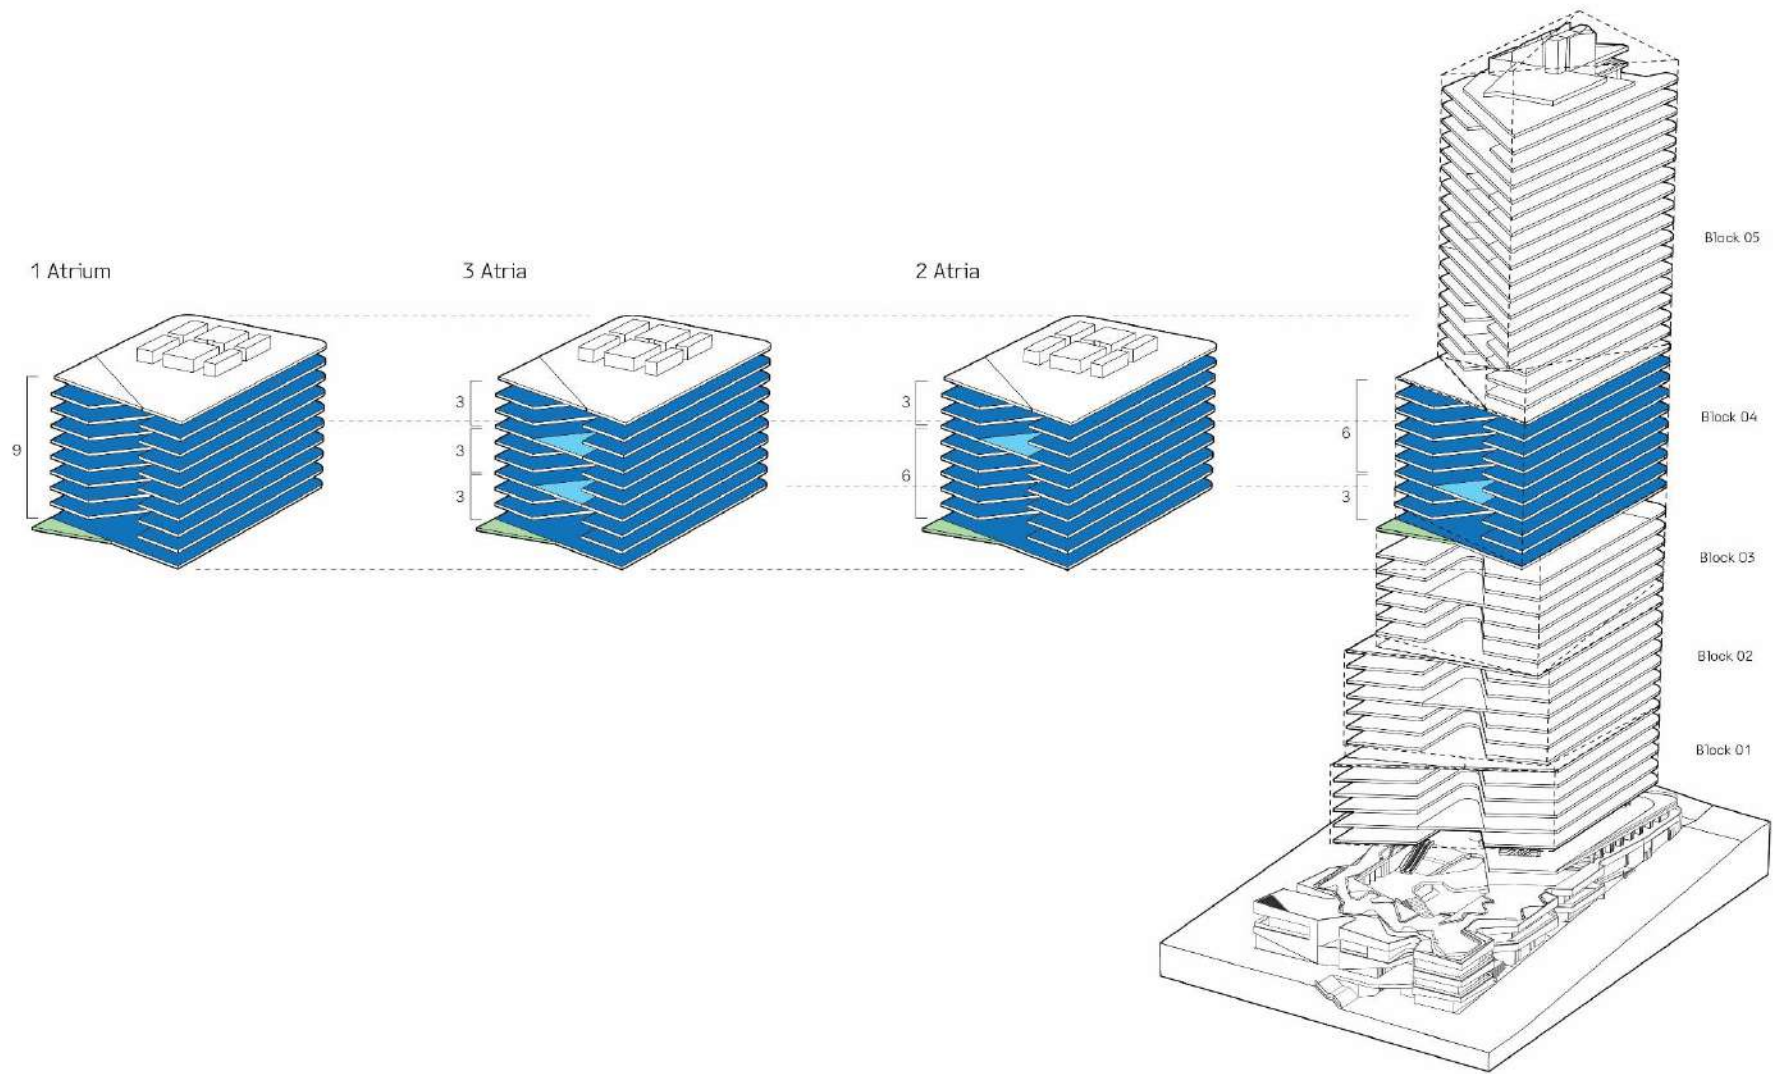 1 Atrium
3 Atria
2 Atria
Block 05
9
3
3
3
3
6
6
3
Block 04
Block 03
Block 02
Block 01